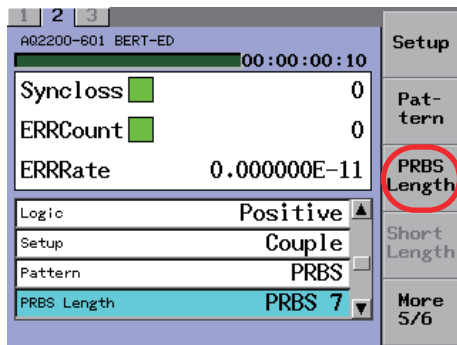 1 2 3
AQ2200-601 BERT-ED
00:00:00:10
Syncloss 0
ERRCount 0
ERRRate 0.000000E-11
Logic Positive
Setup Couple
Pattern PRBS
PRBS Length PRBS 7
Setup
Pat-
tern
PRBS
Length
Short
Length
More
5/6